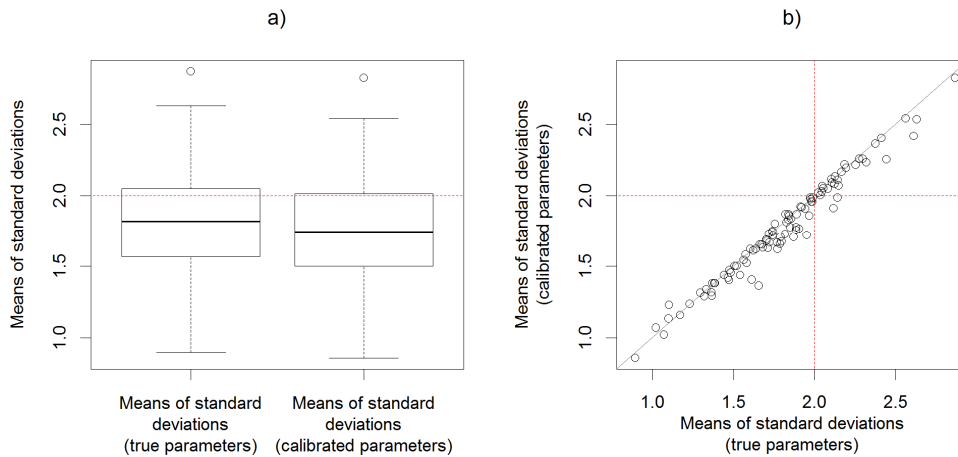 a)
Means of standard deviations
2.5
2.0
1.5
1.0
Means of standard
deviations
(true parameters)
Means of standard
deviations
(calibrated parameters)
b)
Means of standard deviations
(calibrated parameters)
2.5
2.0
1.5
1.0
1.0 1.5 2.0 2.5
Means of standard deviations
(true parameters)